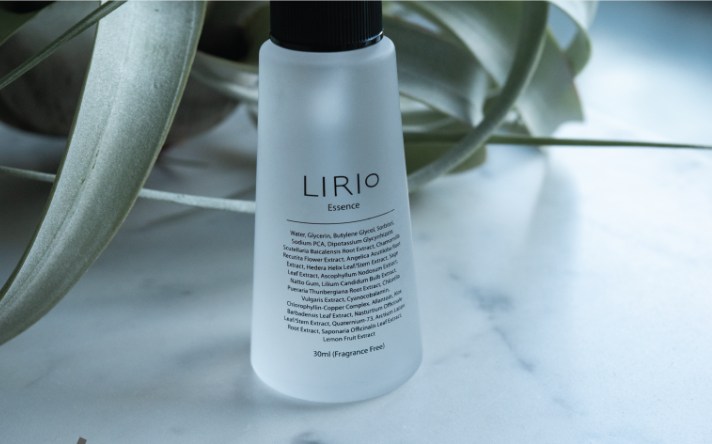 LIRIO
Essence
Water, Glycerin, Butylene Glycol, Sorbitol,
Sodium PCA, Dipotassium Glycyrrhizate,
Scutellaria Baicalensis Root Extract, Chamomilla
Recutita Flower Extract, Angelica Acutiloba Root
Extract, Hedera Helix Leaf/Stem Extract, Sage
Leaf Extract, Ascophyllum Nodosum Extract,
Natto Gum, Lilium Candidum Bulb Extract,
Pueraria Thunbergiana Root Extract, Chlorella
Vulgaris Extract, Cyanocobalamin,
Chlorophyllin-Copper Complex, Allantoin, Aloe
Barbadensis Leaf Extract, Nasturtium Officinale
Leaf/Stem Extract, Quaternium-73, Arctium Lappa
Root Extract, Saponaria Officinalis Leaf Extract,
Lemon Fruit Extract
30ml (Fragrance Free)